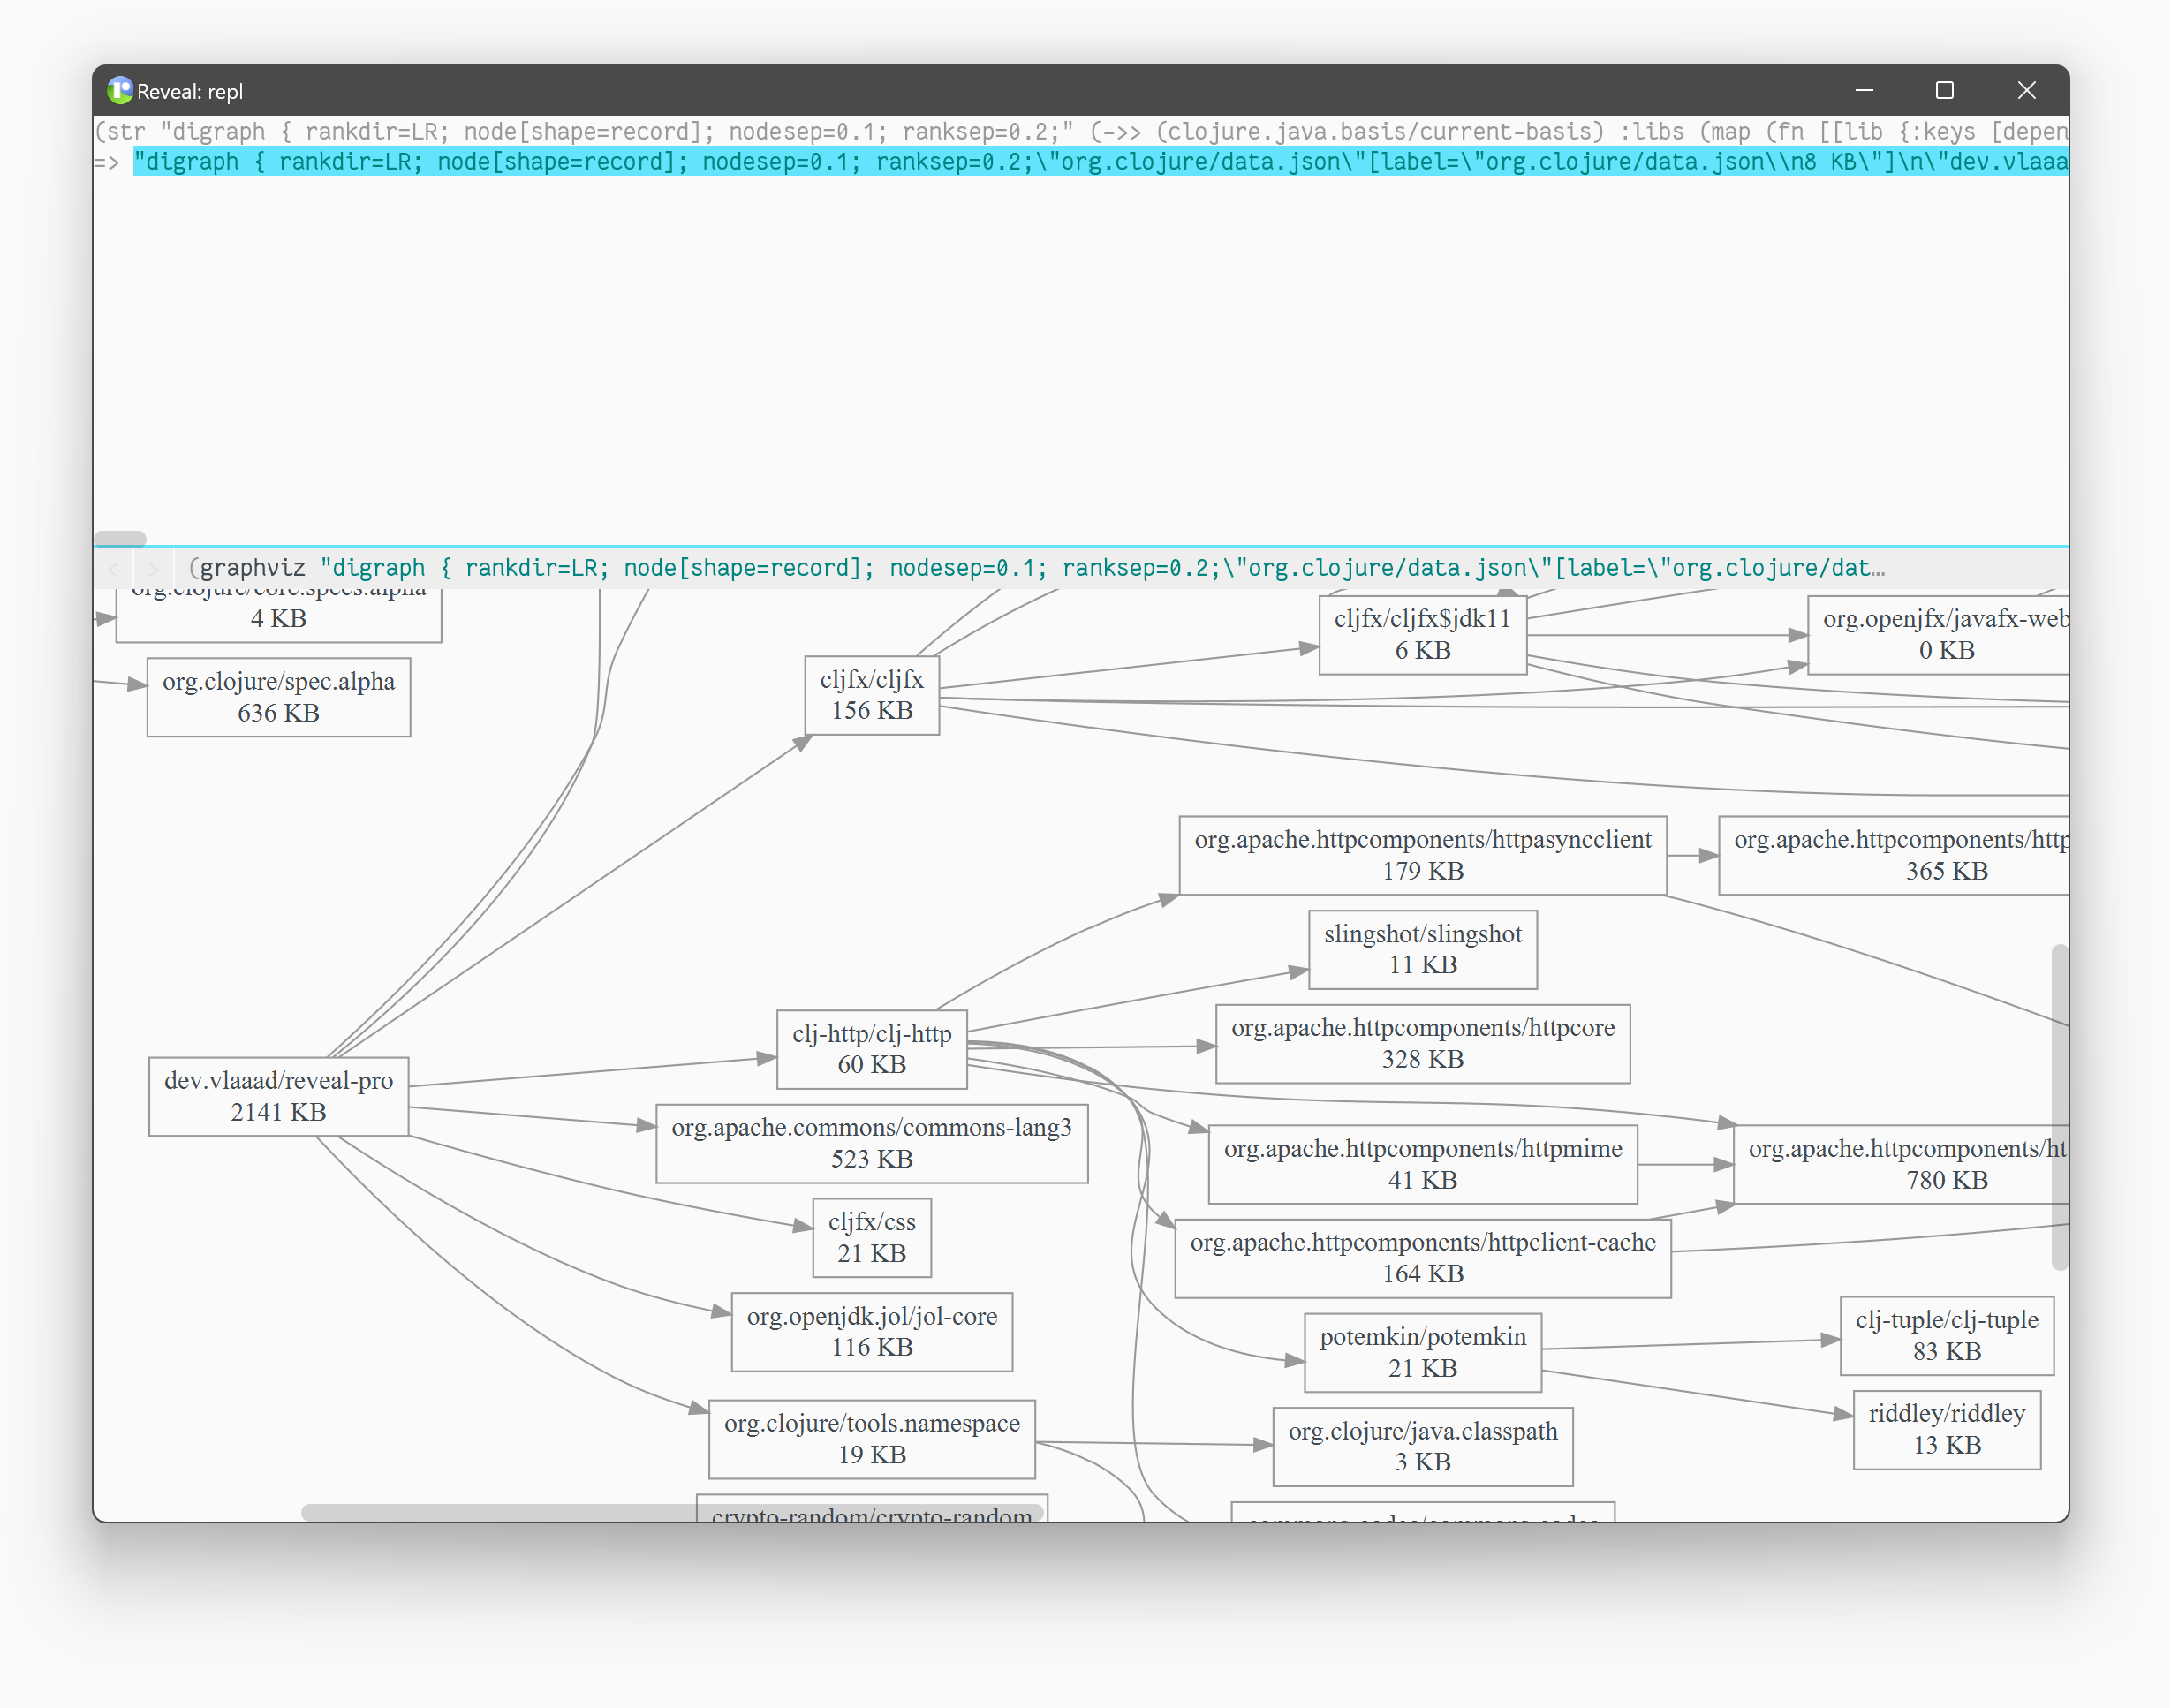 Reveal: repl
(str "digraph { rankdir=LR; node[shape=record]; nodesep=0.1; ranksep=0.2;" (->> (clojure.java.basis/current-basis) :libs (map (fn [[lib {:keys [depen
=> "digraph { rankdir=LR; node[shape=record]; nodesep=0.1; ranksep=0.2;\"org.clojure/data.json\"[label=\"org.clojure/data.json\\n8 KB\"]\n\"dev.vlaaa
< > (graphviz "digraph { rankdir=LR; node[shape=record]; nodesep=0.1; ranksep=0.2;\"org.clojure/data.json\"[label=\"org.clojure/dat…
org.clojure/core.specs.alpha
4 KB
org.clojure/spec.alpha
636 KB
cljfx/cljfx
156 KB
cljfx/cljfx$jdk11
6 KB
org.openjfx/javafx-web
0 KB
org.apache.httpcomponents/httpasyncclient
179 KB
org.apache.httpcomponents/http
365 KB
slingshot/slingshot
11 KB
clj-http/clj-http
60 KB
org.apache.httpcomponents/httpcore
328 KB
dev.vlaaad/reveal-pro
2141 KB
org.apache.commons/commons-lang3
523 KB
org.apache.httpcomponents/httpmime
41 KB
org.apache.httpcomponents/htt
780 KB
cljfx/css
21 KB
org.apache.httpcomponents/httpclient-cache
164 KB
org.openjdk.jol/jol-core
116 KB
potemkin/potemkin
21 KB
clj-tuple/clj-tuple
83 KB
riddley/riddley
13 KB
org.clojure/tools.namespace
19 KB
org.clojure/java.classpath
3 KB
crypto-random/crypto-random